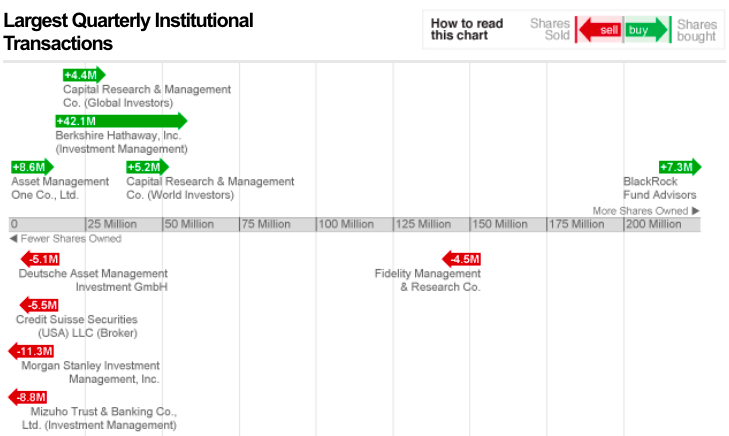 Largest Quarterly Institutional
Transactions
How to read
this chart
Shares
Sold
sell
buy
Shares
bought
+4.4M
Capital Research & Management
Co. (Global Investors)
+42.1M
Berkshire Hathaway, Inc.
(Investment Management)
+8.6M
Asset Management
One Co., Ltd.
+5.2M
Capital Research & Management
Co. (World Investors)
+7.3M
BlackRock
Fund Advisors
More Shares Owned ▶
0 25 Million 50 Million 75 Million 100 Million 125 Million 150 Million 175 Million 200 Million
◀ Fewer Shares Owned
-5.1M
Deutsche Asset Management
Investment GmbH
-4.5M
Fidelity Management
& Research Co.
-5.5M
Credit Suisse Securities
(USA) LLC (Broker)
-11.3M
Morgan Stanley Investment
Management, Inc.
-8.8M
Mizuho Trust & Banking Co.,
Ltd. (Investment Management)